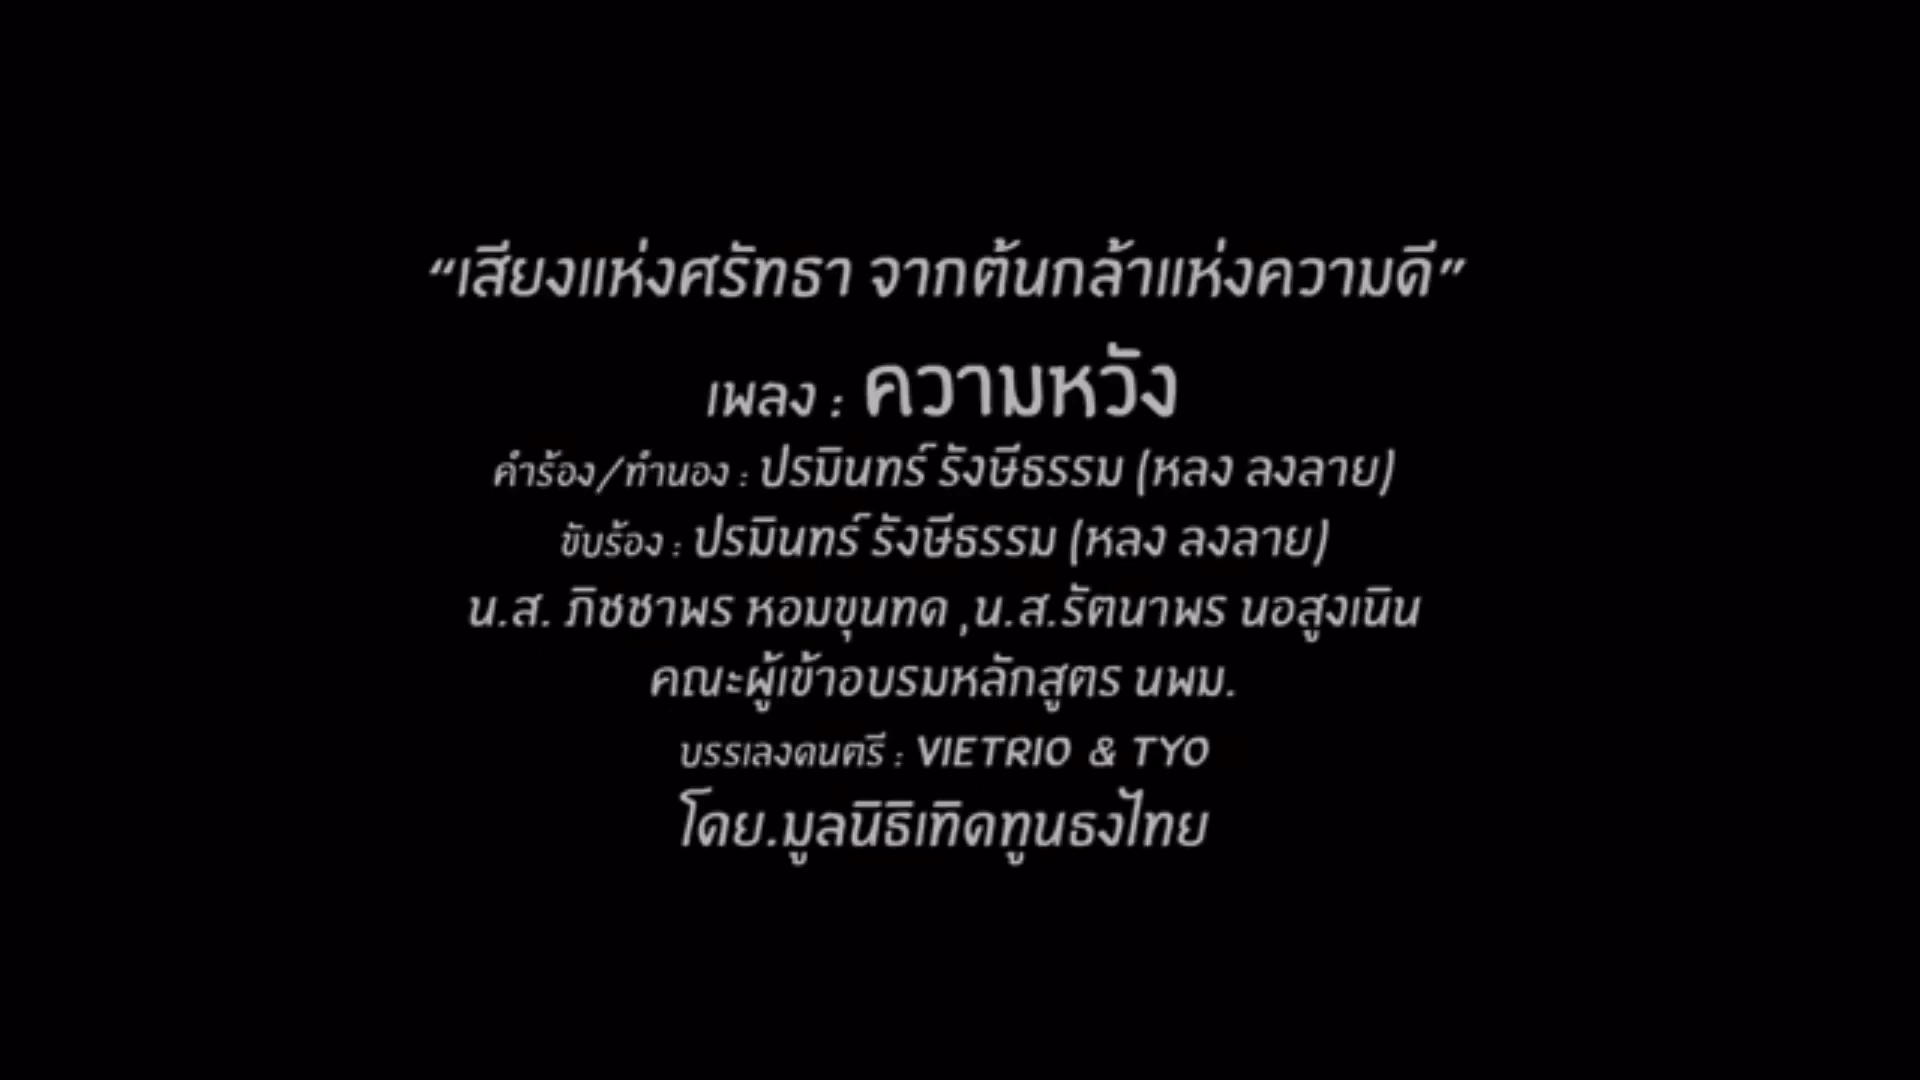 “เสียงแห่งศรัทธา จากต้นกล้าแห่งความดี”
เพลง : ความหวัง
คำร้อง/ทำนอง : ปรมินทร์ รังษีธรรม (หลง ลงลาย)
ขับร้อง : ปรมินทร์ รังษีธรรม (หลง ลงลาย)
น.ส. ภิชชาพร หอมขุนทด ,น.ส.รัตนาพร นอสูงเนิน
คณะผู้เข้าอบรมหลักสูตร นพม.
บรรเลงดนตรี : VIETRIO & TYO
โดย.มูลนิธิเทิดทูนธงไทย